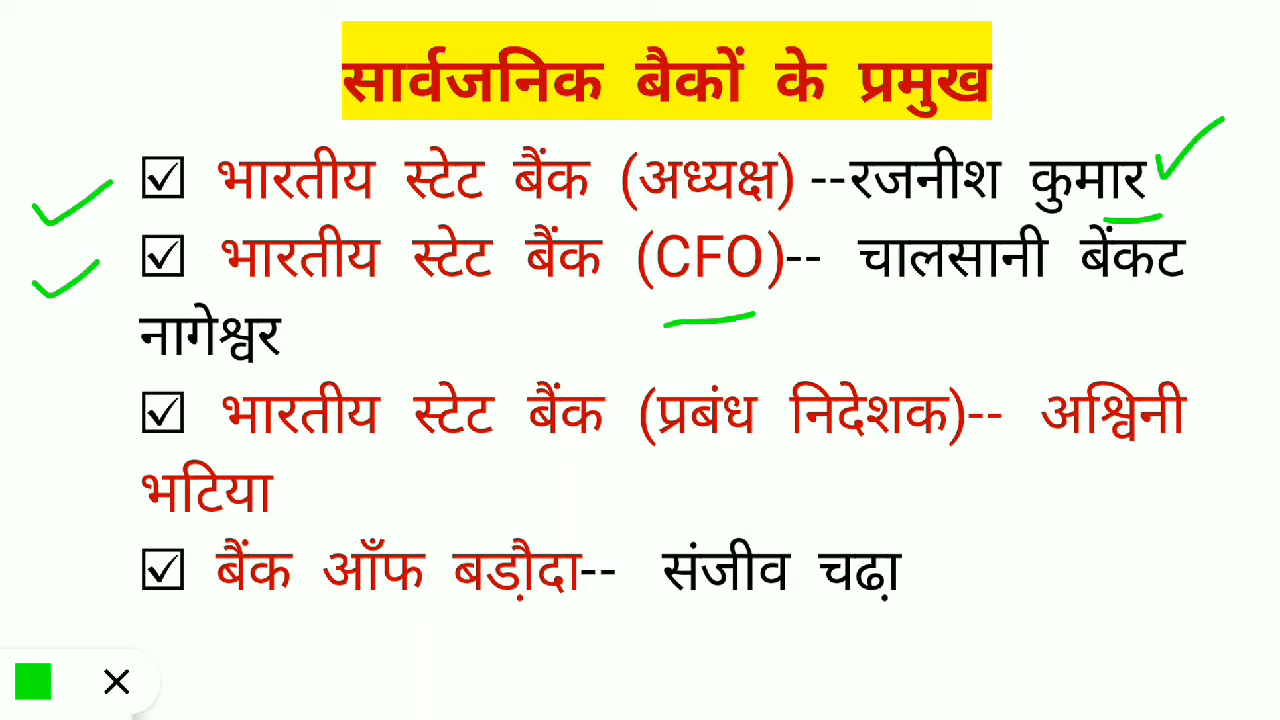 सार्वजनिक बैकों के प्रमुख
☑ भारतीय स्टेट बैंक (अध्यक्ष) --रजनीश कुमार
☑ भारतीय स्टेट बैंक (CFO)-- चालसानी बेंकट
नागेश्वर
☑ भारतीय स्टेट बैंक (प्रबंध निदेशक)-- अश्विनी
भटिया
☑ बैंक ऑंफ बडा़ैदा-- संजीव चढा़